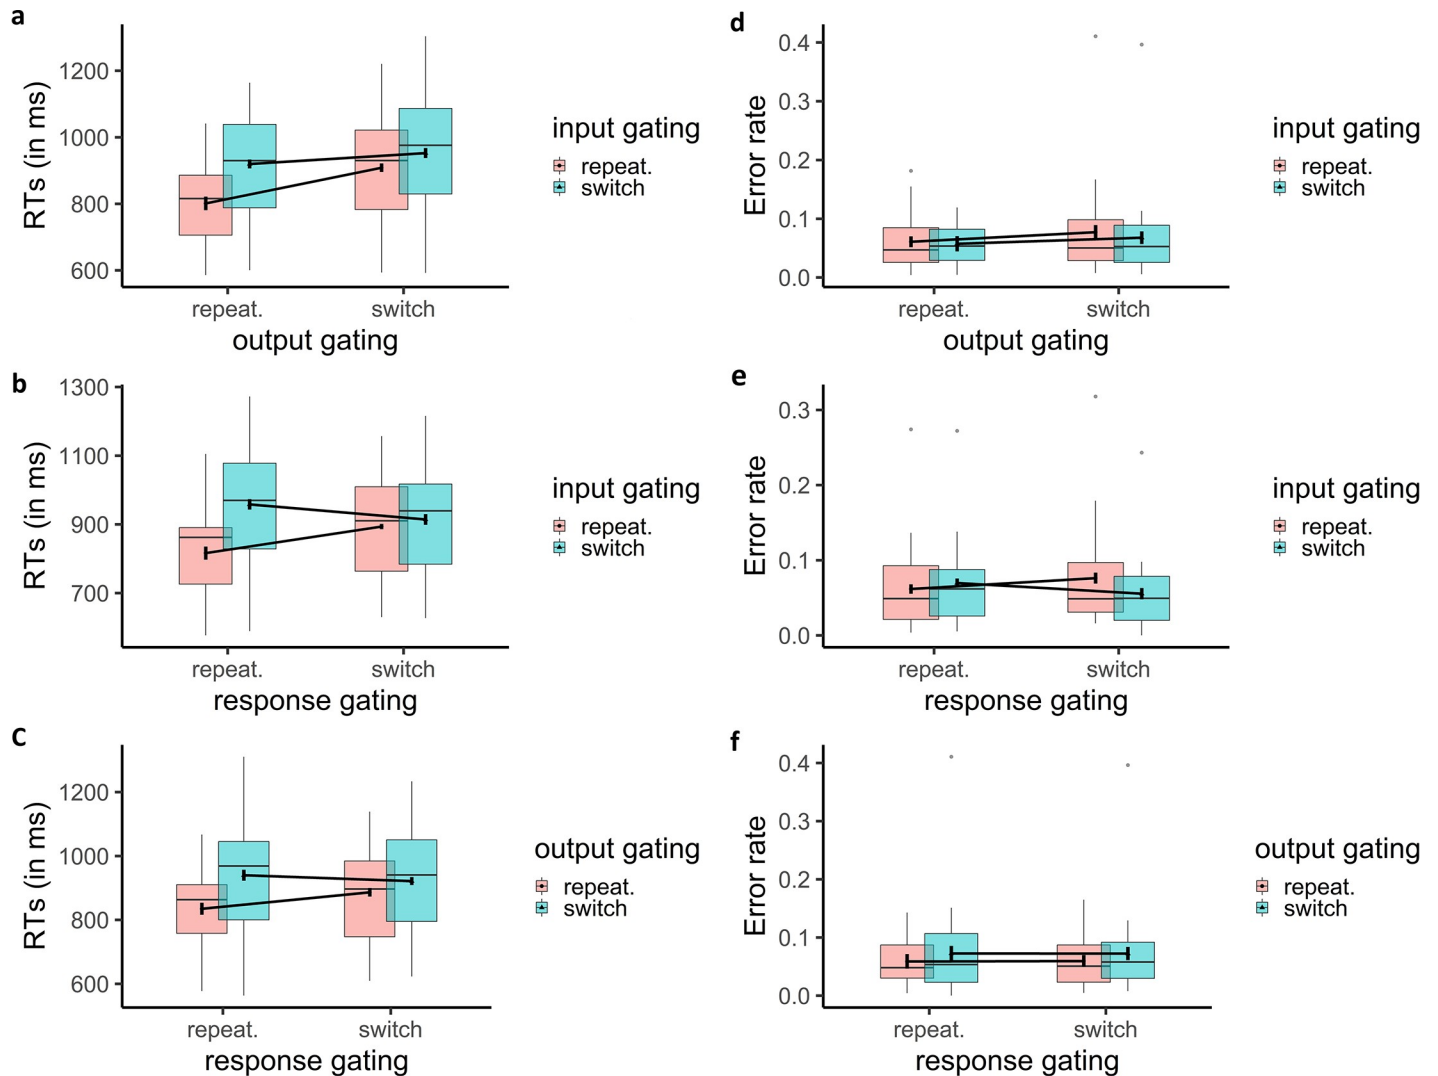 a
RTs (in ms)
1200
1000
800
600
repeat.
switch
output gating
input gating
repeat.
switch
d
Error rate
0.4
0.3
0.2
0.1
0.0
repeat.
switch
output gating
input gating
repeat.
switch
b
RTs (in ms)
1300
1100
900
700
repeat.
switch
response gating
input gating
repeat.
switch
e
Error rate
0.3
0.2
0.1
0.0
repeat.
switch
response gating
input gating
repeat.
switch
c
RTs (in ms)
1200
1000
800
600
repeat.
switch
response gating
output gating
repeat.
switch
f
Error rate
0.4
0.3
0.2
0.1
0.0
repeat.
switch
response gating
output gating
repeat.
switch